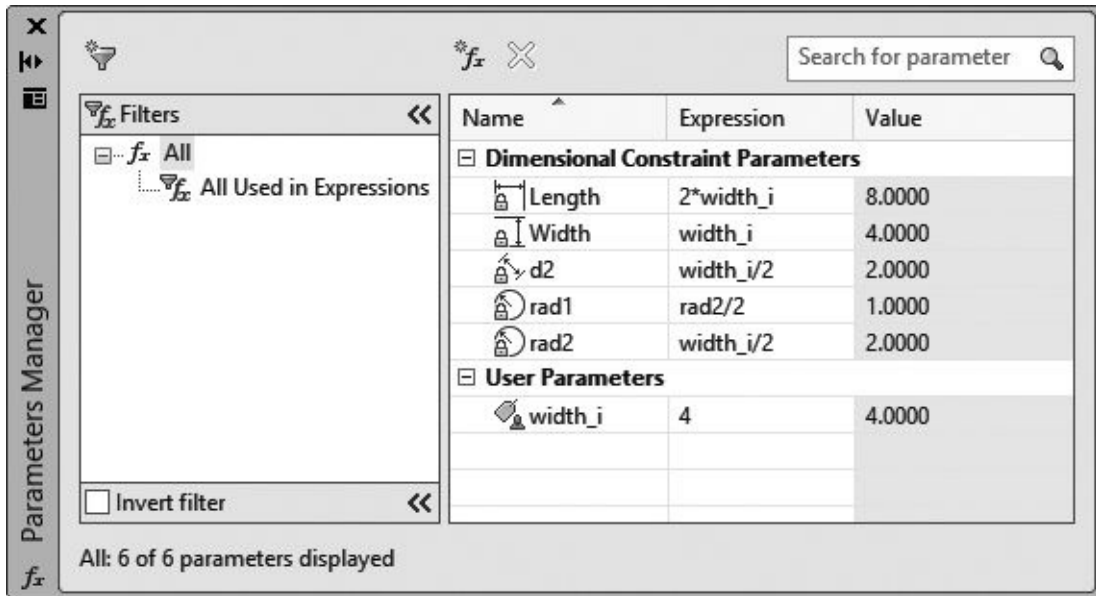 Search for parameter
Filters
Name Expression Value
fx All
All Used in Expressions
Dimensional Constraint Parameters
Length 2*width_i 8.0000
Width width_i 4.0000
d2 width_i/2 2.0000
rad1 rad2/2 1.0000
rad2 width_i/2 2.0000
User Parameters
width_i 4 4.0000
Invert filter
All: 6 of 6 parameters displayed
Parameters Manager
fx